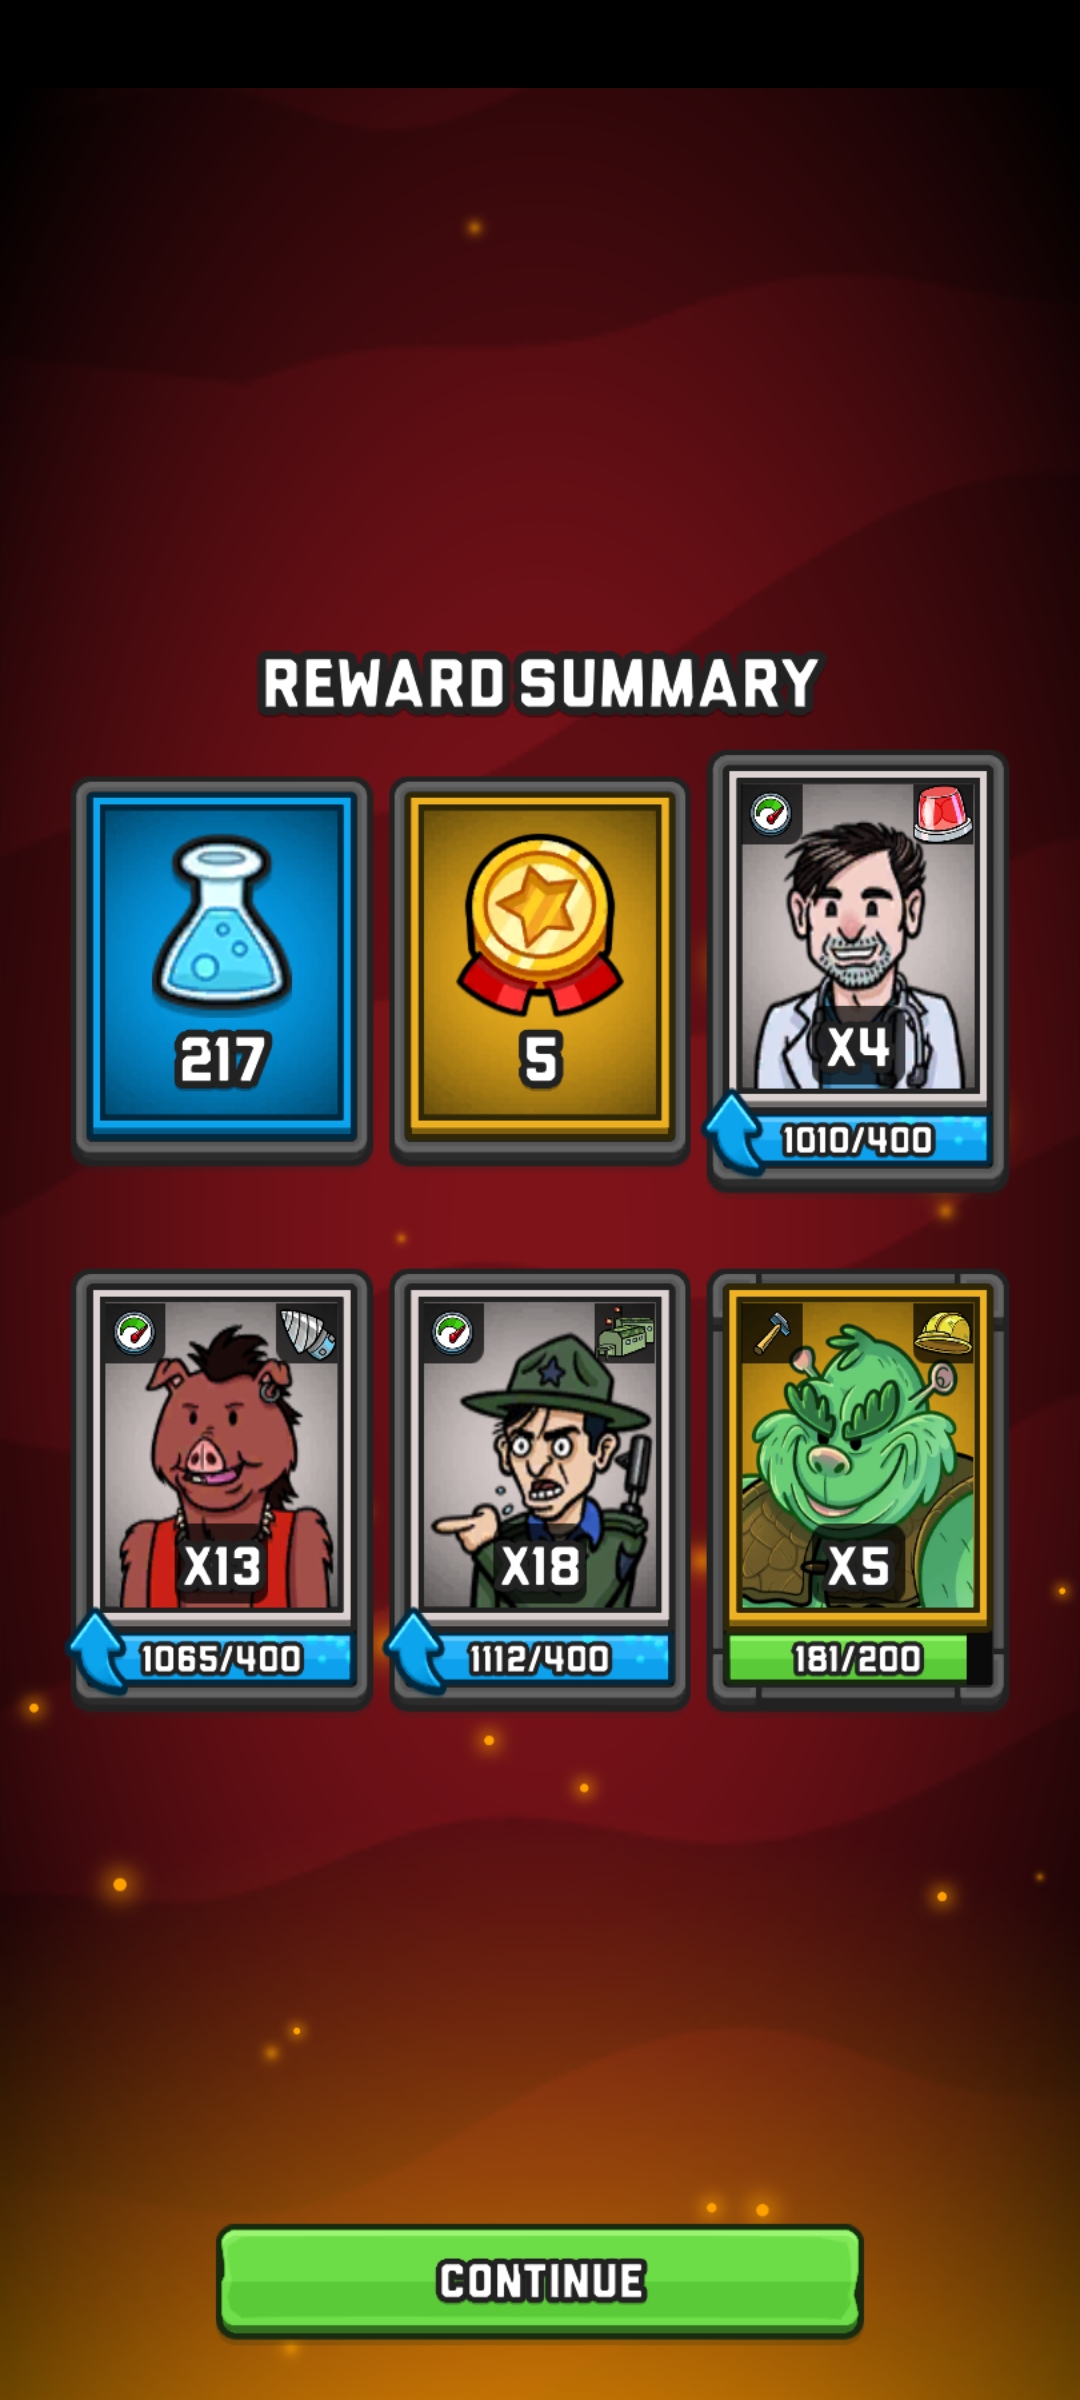 REWARD SUMMARY
217
5
X4
1010/400
X13
1065/400
X18
1112/400
X5
181/200
CONTINUE